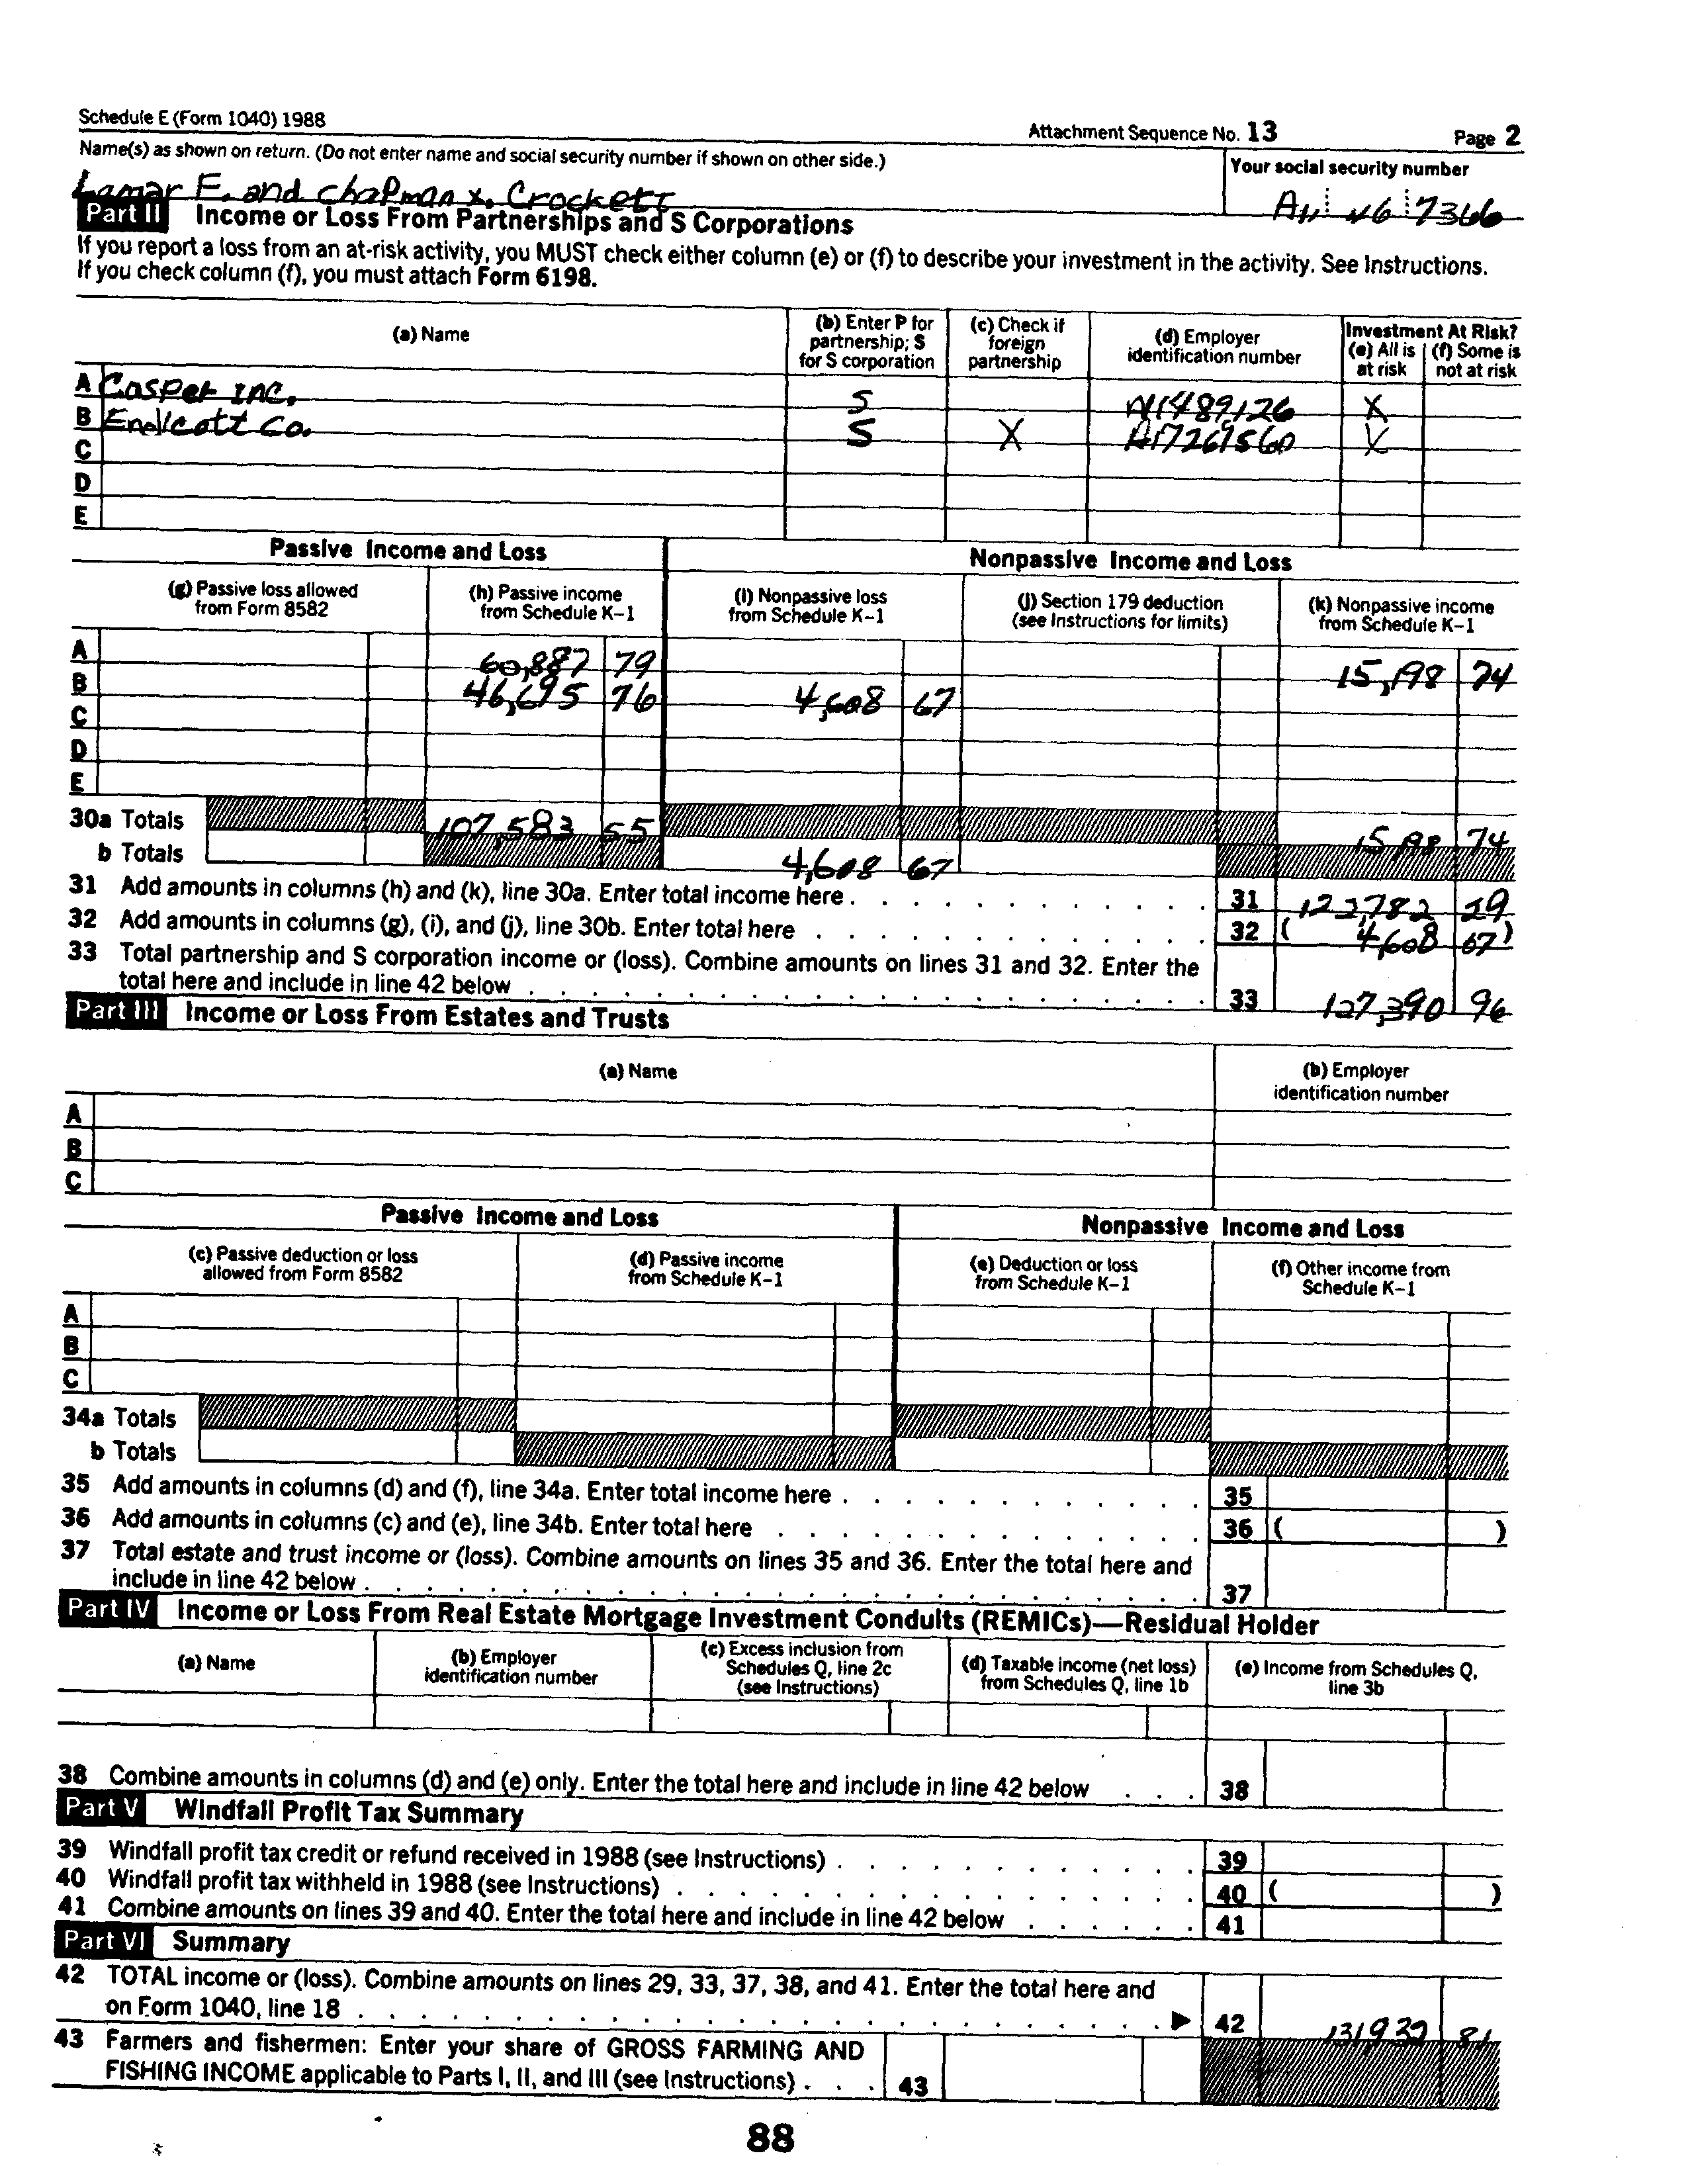 Schedule E (Form 1040) 1988 Attachment Sequence No. 13 Page 2
Name(s) as shown on return. (Do not enter name and social security number if shown on other side.) Your social security number
Lamar F. and Chapman X. Crockett 7366
Part II Income or Loss From Partnerships and S Corporations
If you report a loss from an at-risk activity, you MUST check either column (e) or (f) to describe your investment in the activity. See Instructions.
If you check column (f), you must attach Form 6198.
(a) Name (b) Enter P for partnership; S for S corporation (c) Check if foreign partnership (d) Employer identification number Investment At Risk? (e) All is at risk (f) Some is not at risk
A Casper Inc. S X
B Endicott Co. S X X
C
D
E
Passive Income and Loss Nonpassive Income and Loss
(g) Passive loss allowed from Form 8582 (h) Passive income from Schedule K–1 (i) Nonpassive loss from Schedule K–1 (j) Section 179 deduction (see Instructions for limits) (k) Nonpassive income from Schedule K–1
A 60,887 79 15,198 74
B 46,695 76 4,608 67
C
D
E
30a Totals 107,583 55 15,198 74
b Totals 4,608 67
31 Add amounts in columns (h) and (k), line 30a. Enter total income here . 31 122,782 29
32 Add amounts in columns (g), (i), and (j), line 30b. Enter total here . 32 ( 4,608 67 )
33 Total partnership and S corporation income or (loss). Combine amounts on lines 31 and 32. Enter the
total here and include in line 42 below . 33 127,390 96
Part III Income or Loss From Estates and Trusts
(a) Name (b) Employer identification number
A
B
C
Passive Income and Loss Nonpassive Income and Loss
(c) Passive deduction or loss allowed from Form 8582 (d) Passive income from Schedule K–1 (e) Deduction or loss from Schedule K–1 (f) Other income from Schedule K–1
A
B
C
34a Totals
b Totals
35 Add amounts in columns (d) and (f), line 34a. Enter total income here . 35
36 Add amounts in columns (c) and (e), line 34b. Enter total here . 36 ( )
37 Total estate and trust income or (loss). Combine amounts on lines 35 and 36. Enter the total here and
include in line 42 below . 37
Part IV Income or Loss From Real Estate Mortgage Investment Conduits (REMICs)—Residual Holder
(a) Name (b) Employer identification number (c) Excess inclusion from Schedules Q, line 2c (see Instructions) (d) Taxable income (net loss) from Schedules Q, line 1b (e) Income from Schedules Q, line 3b
38 Combine amounts in columns (d) and (e) only. Enter the total here and include in line 42 below . . . 38
Part V Windfall Profit Tax Summary
39 Windfall profit tax credit or refund received in 1988 (see Instructions) . 39
40 Windfall profit tax withheld in 1988 (see Instructions) . 40 ( )
41 Combine amounts on lines 39 and 40. Enter the total here and include in line 42 below . 41
Part VI Summary
42 TOTAL income or (loss). Combine amounts on lines 29, 33, 37, 38, and 41. Enter the total here and
on Form 1040, line 18 . ▶ 42 131,932
43 Farmers and fishermen: Enter your share of GROSS FARMING AND
FISHING INCOME applicable to Parts I, II, and III (see Instructions) . . . 43
88